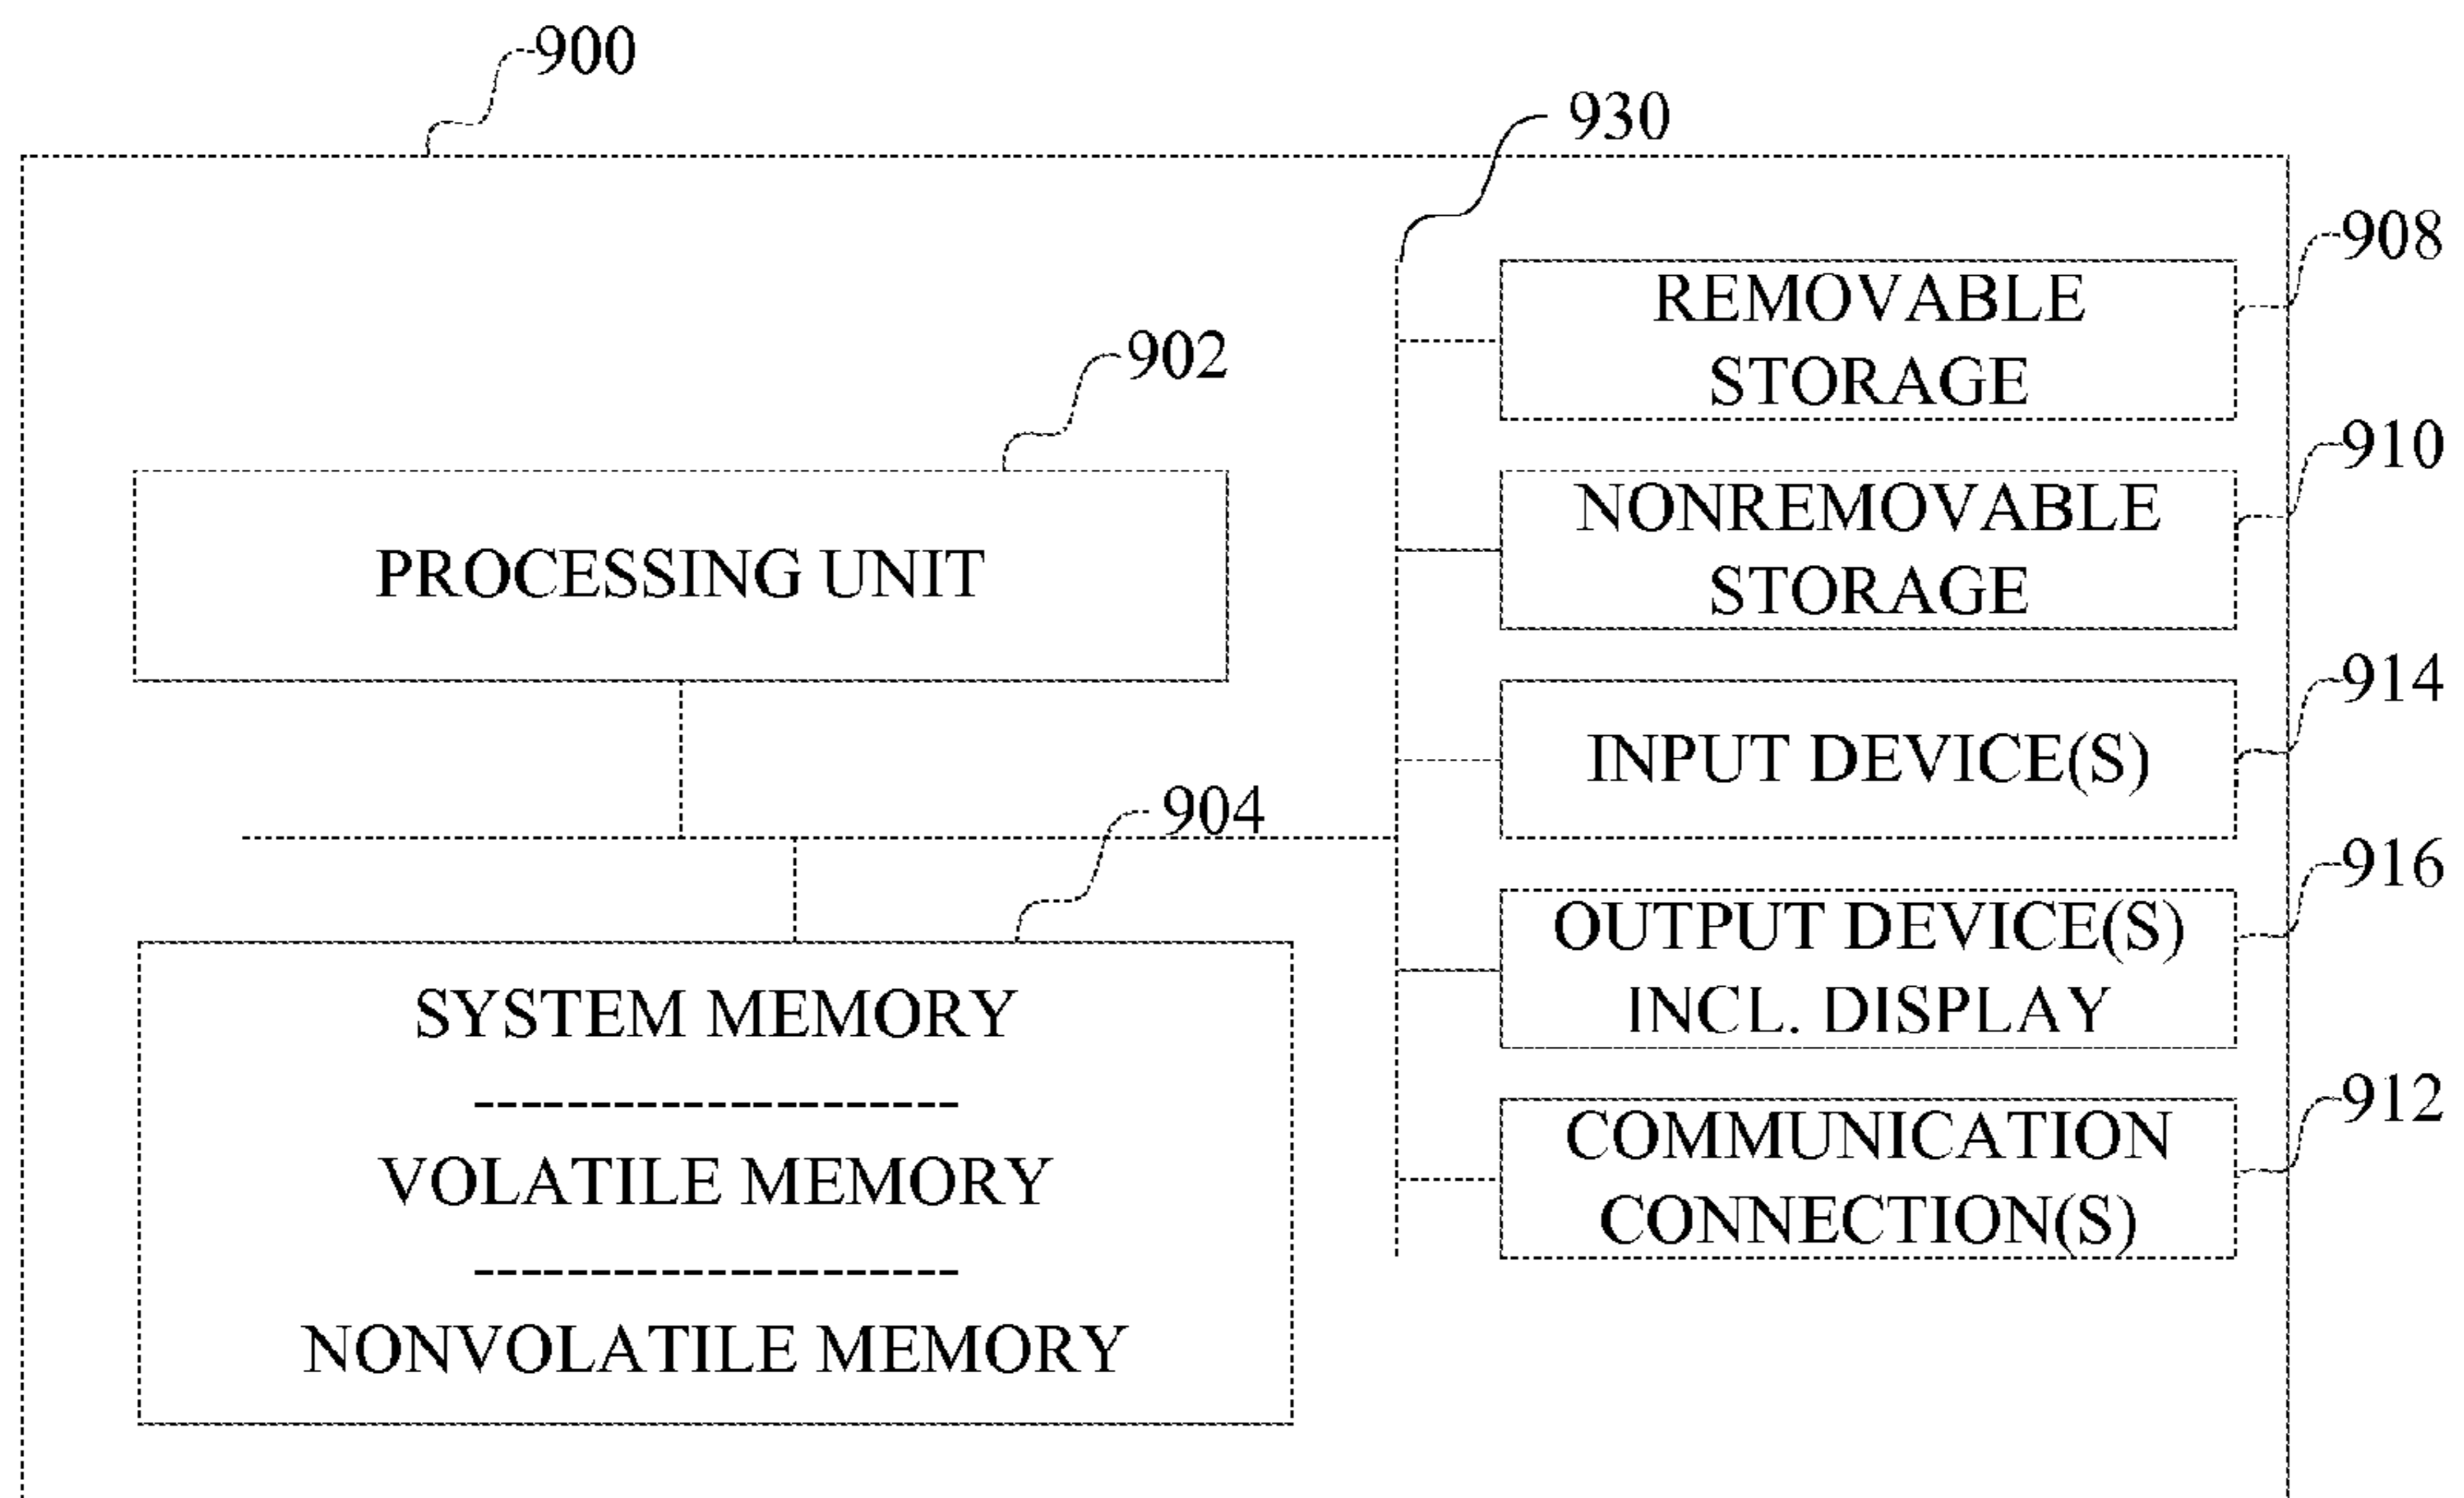 900
930
908
REMOVABLE
STORAGE
902
910
NONREMOVABLE
STORAGE
PROCESSING UNIT
914
INPUT DEVICE(S)
904
916
OUTPUT DEVICE(S)
INCL. DISPLAY
SYSTEM MEMORY
912
COMMUNICATION
CONNECTION(S)
VOLATILE MEMORY
NONVOLATILE MEMORY